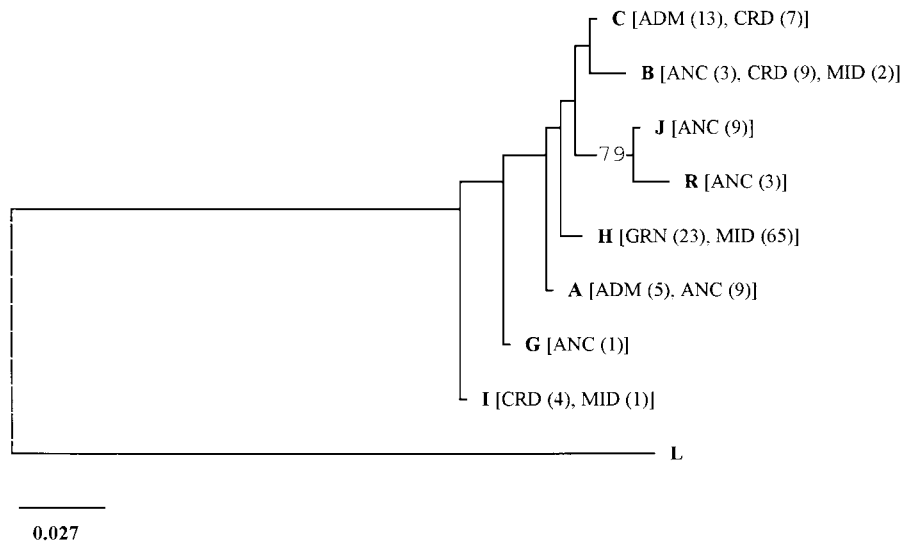 C [ADM (13), CRD (7)]
B [ANC (3), CRD (9), MID (2)]
J [ANC (9)]
79
R [ANC (3)]
H [GRN (23), MID (65)]
A [ADM (5), ANC (9)]
G [ANC (1)]
I [CRD (4), MID (1)]
L
0.027